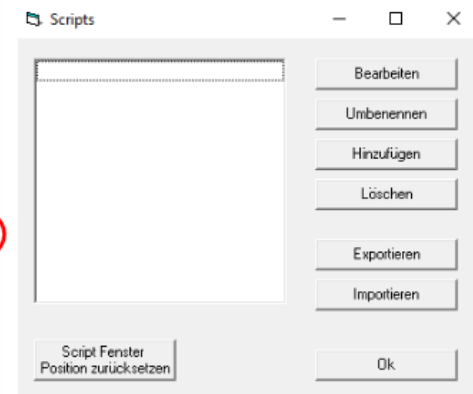 Scripts
Bearbeiten
Umbenennen
Hinzufügen
Löschen
Exportieren
Importieren
Script Fenster
Position zurücksetzen
Ok